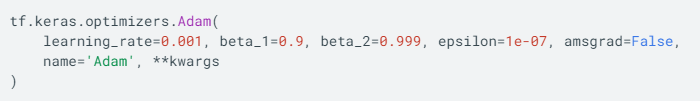 tf.keras.optimizers.Adam(
    learning_rate=0.001, beta_1=0.9, beta_2=0.999, epsilon=1e-07, amsgrad=False,
    name='Adam', **kwargs
)